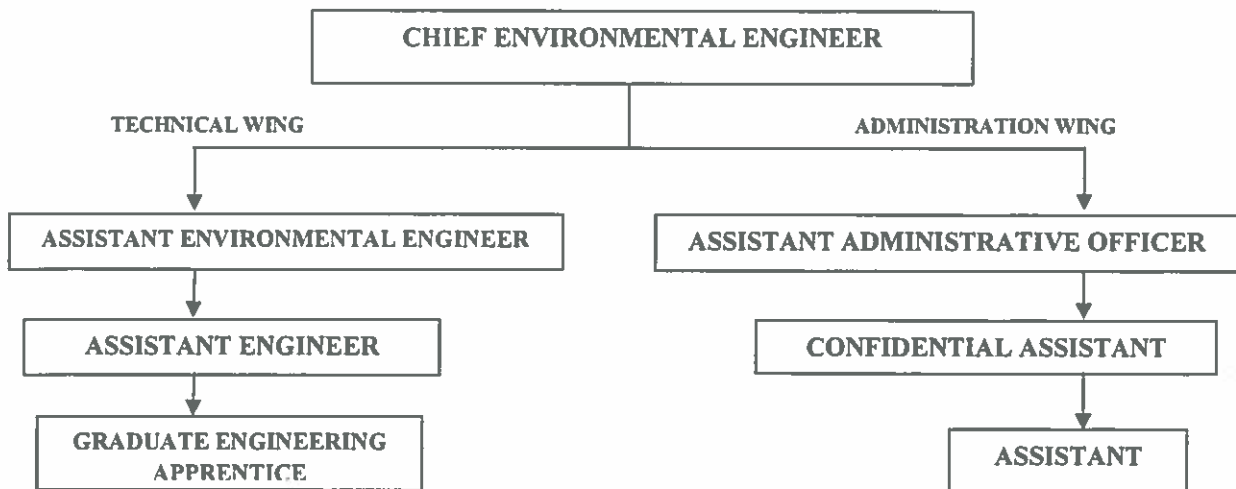 CHIEF ENVIRONMENTAL ENGINEER
TECHNICAL WING
ADMINISTRATION WING
ASSISTANT ENVIRONMENTAL ENGINEER
ASSISTANT ADMINISTRATIVE OFFICER
ASSISTANT ENGINEER
CONFIDENTIAL ASSISTANT
GRADUATE ENGINEERING
APPRENTICE
ASSISTANT